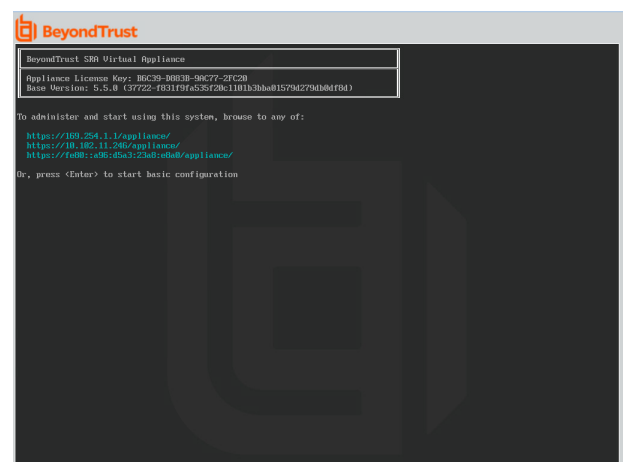 BeyondTrust
BeyondTrust SRA Virtual Appliance
Appliance License Key: B6C39-D083B-9AC77-2FC20
Base Version: 5.5.0 (37722-f831f9fa535f20c1101b3bba01579d279db0df8d)
To administer and start using this system, browse to any of:
https://169.254.1.1/appliance/
https://10.102.11.246/appliance/
https://fe80::a96:d5a3:23a8:e6a0/appliance/
Or, press <Enter> to start basic configuration